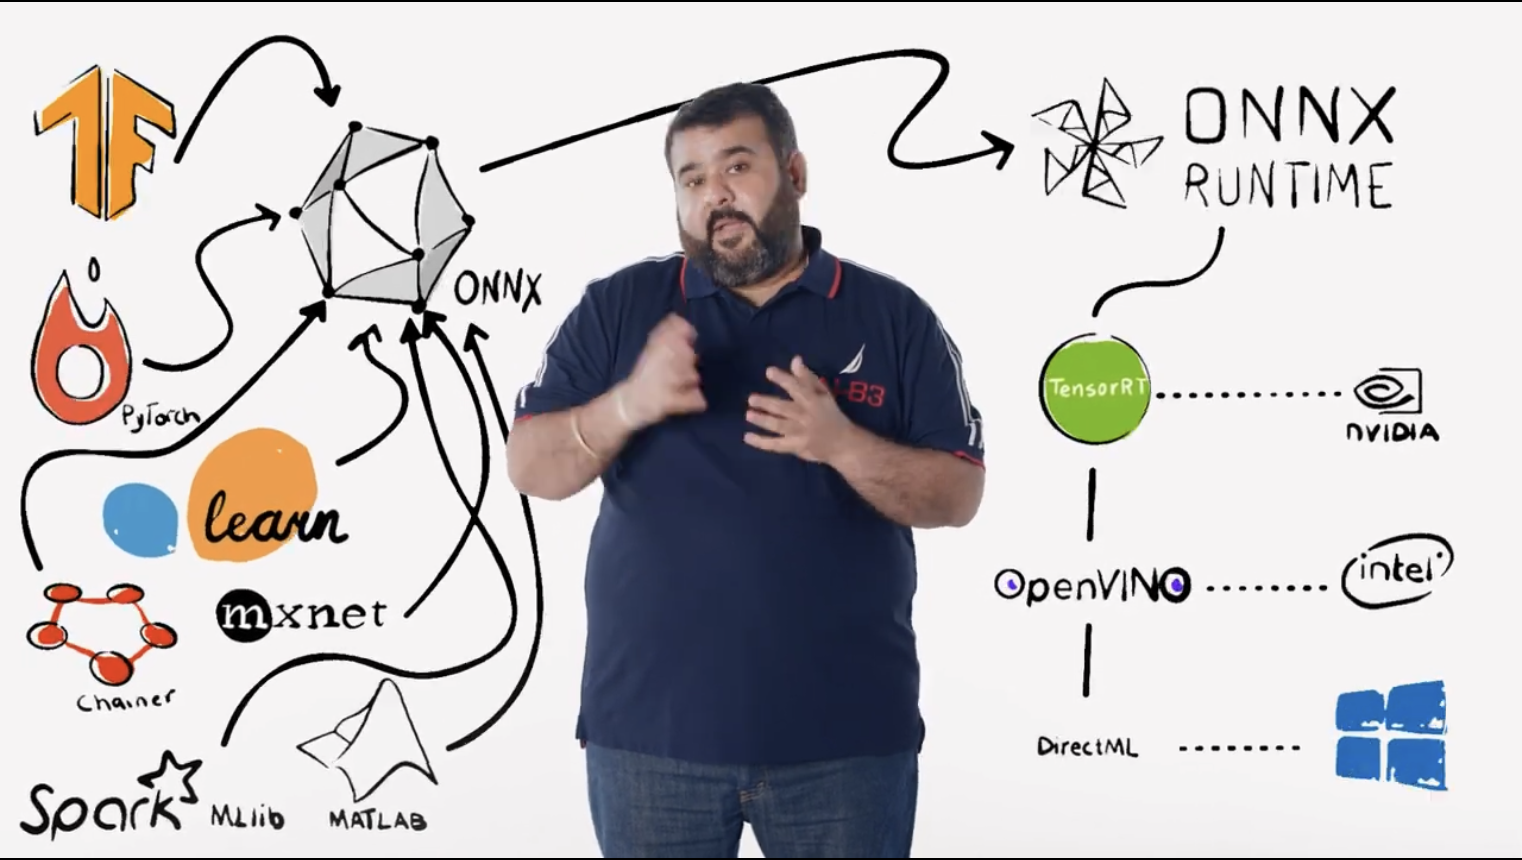 TF
ONNX
ONNX
RUNTIME
PyTorch
learn
mxnet
Chainer
Spark MLlib
MATLAB
TensorRT
NVIDIA
OpenVINO
intel
DirectML
-83